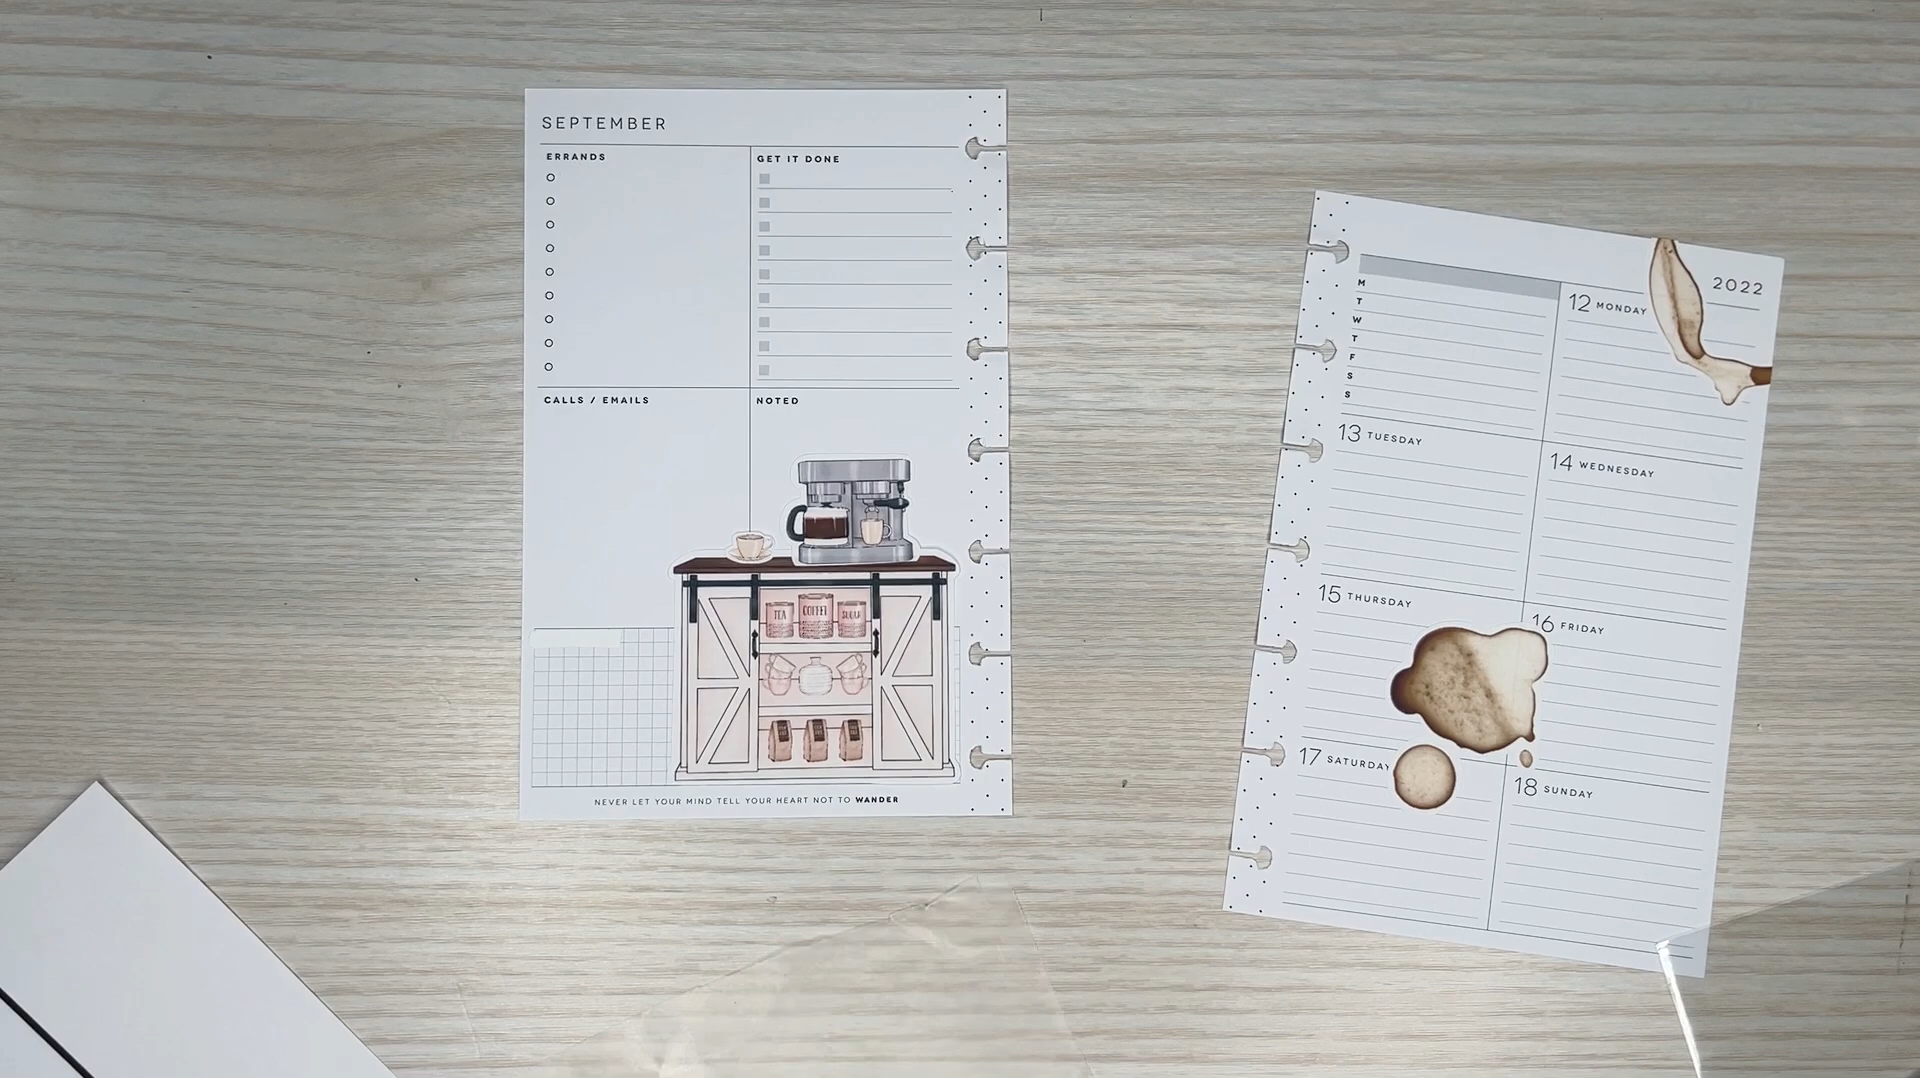 SEPTEMBER
ERRANDS
GET IT DONE
CALLS / EMAILS
NOTED
TEA
COFFEE
SUGAR
NEVER LET YOUR MIND TELL YOUR HEART NOT TO WANDER
2022
M
T
W
T
F
S
S
12 MONDAY
13 TUESDAY
14 WEDNESDAY
15 THURSDAY
16 FRIDAY
17 SATURDAY
18 SUNDAY